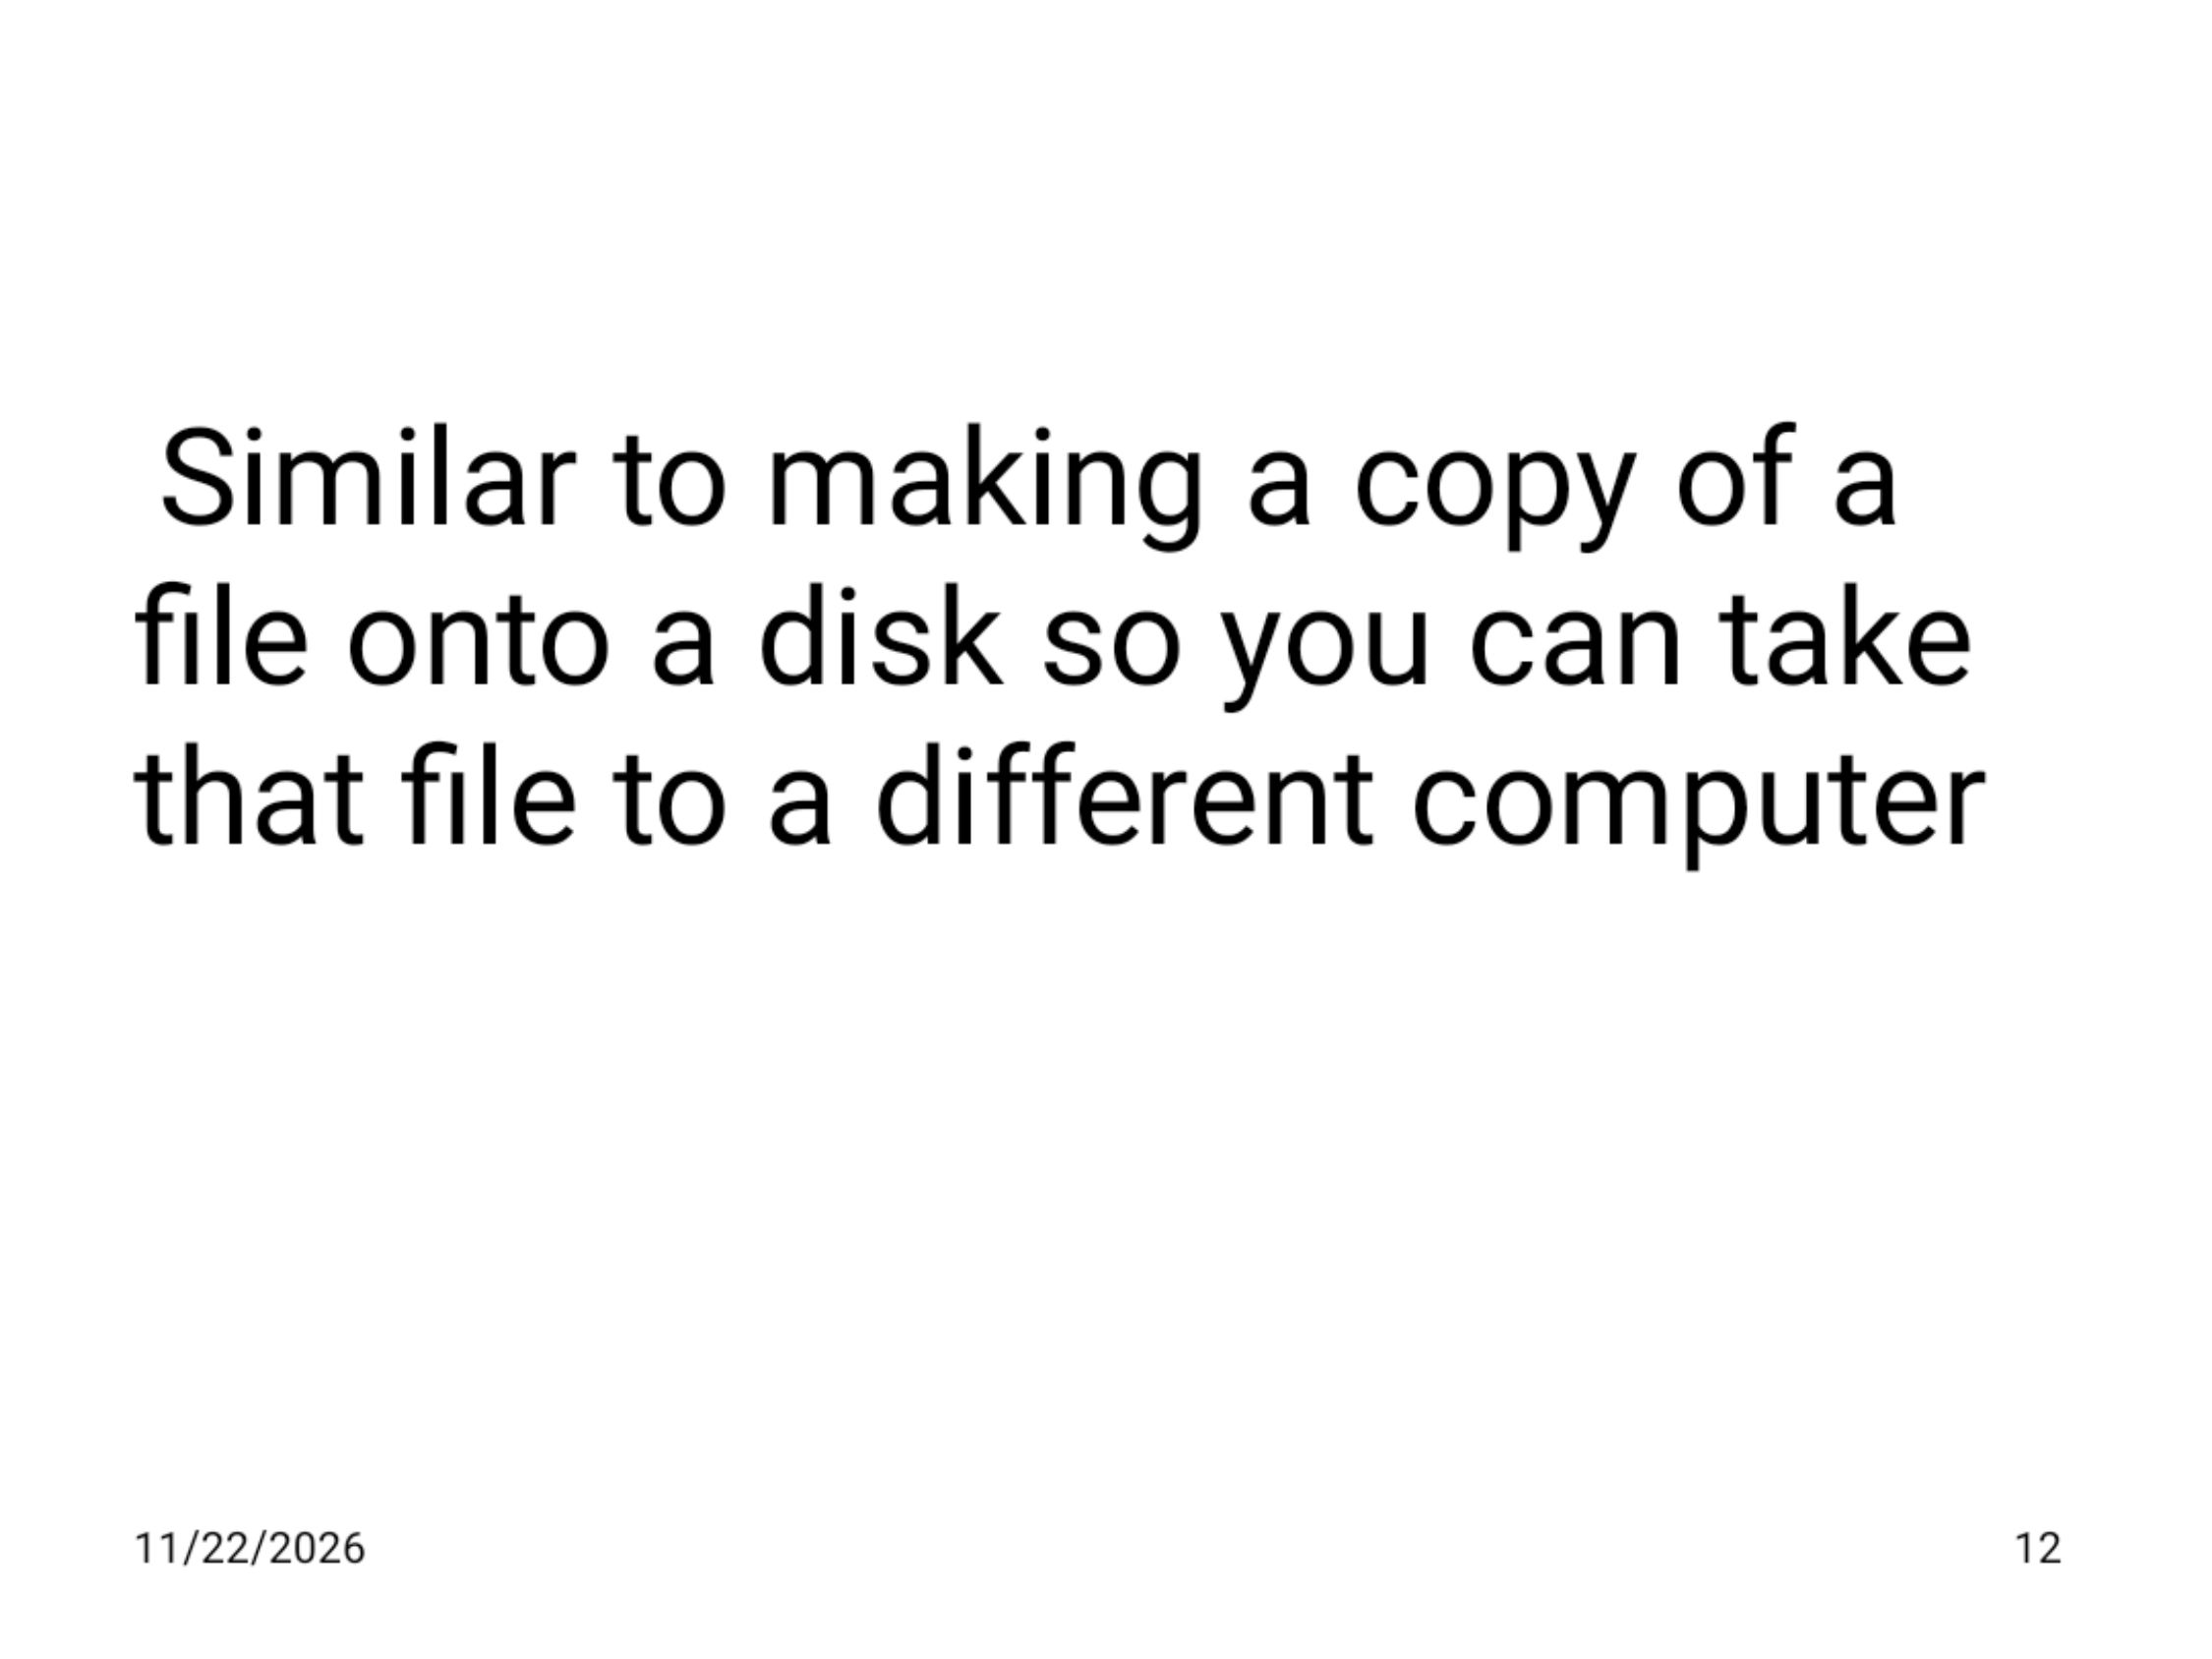 Similar to making a copy of a
file onto a disk so you can take
that file to a different computer
11/22/2026
12